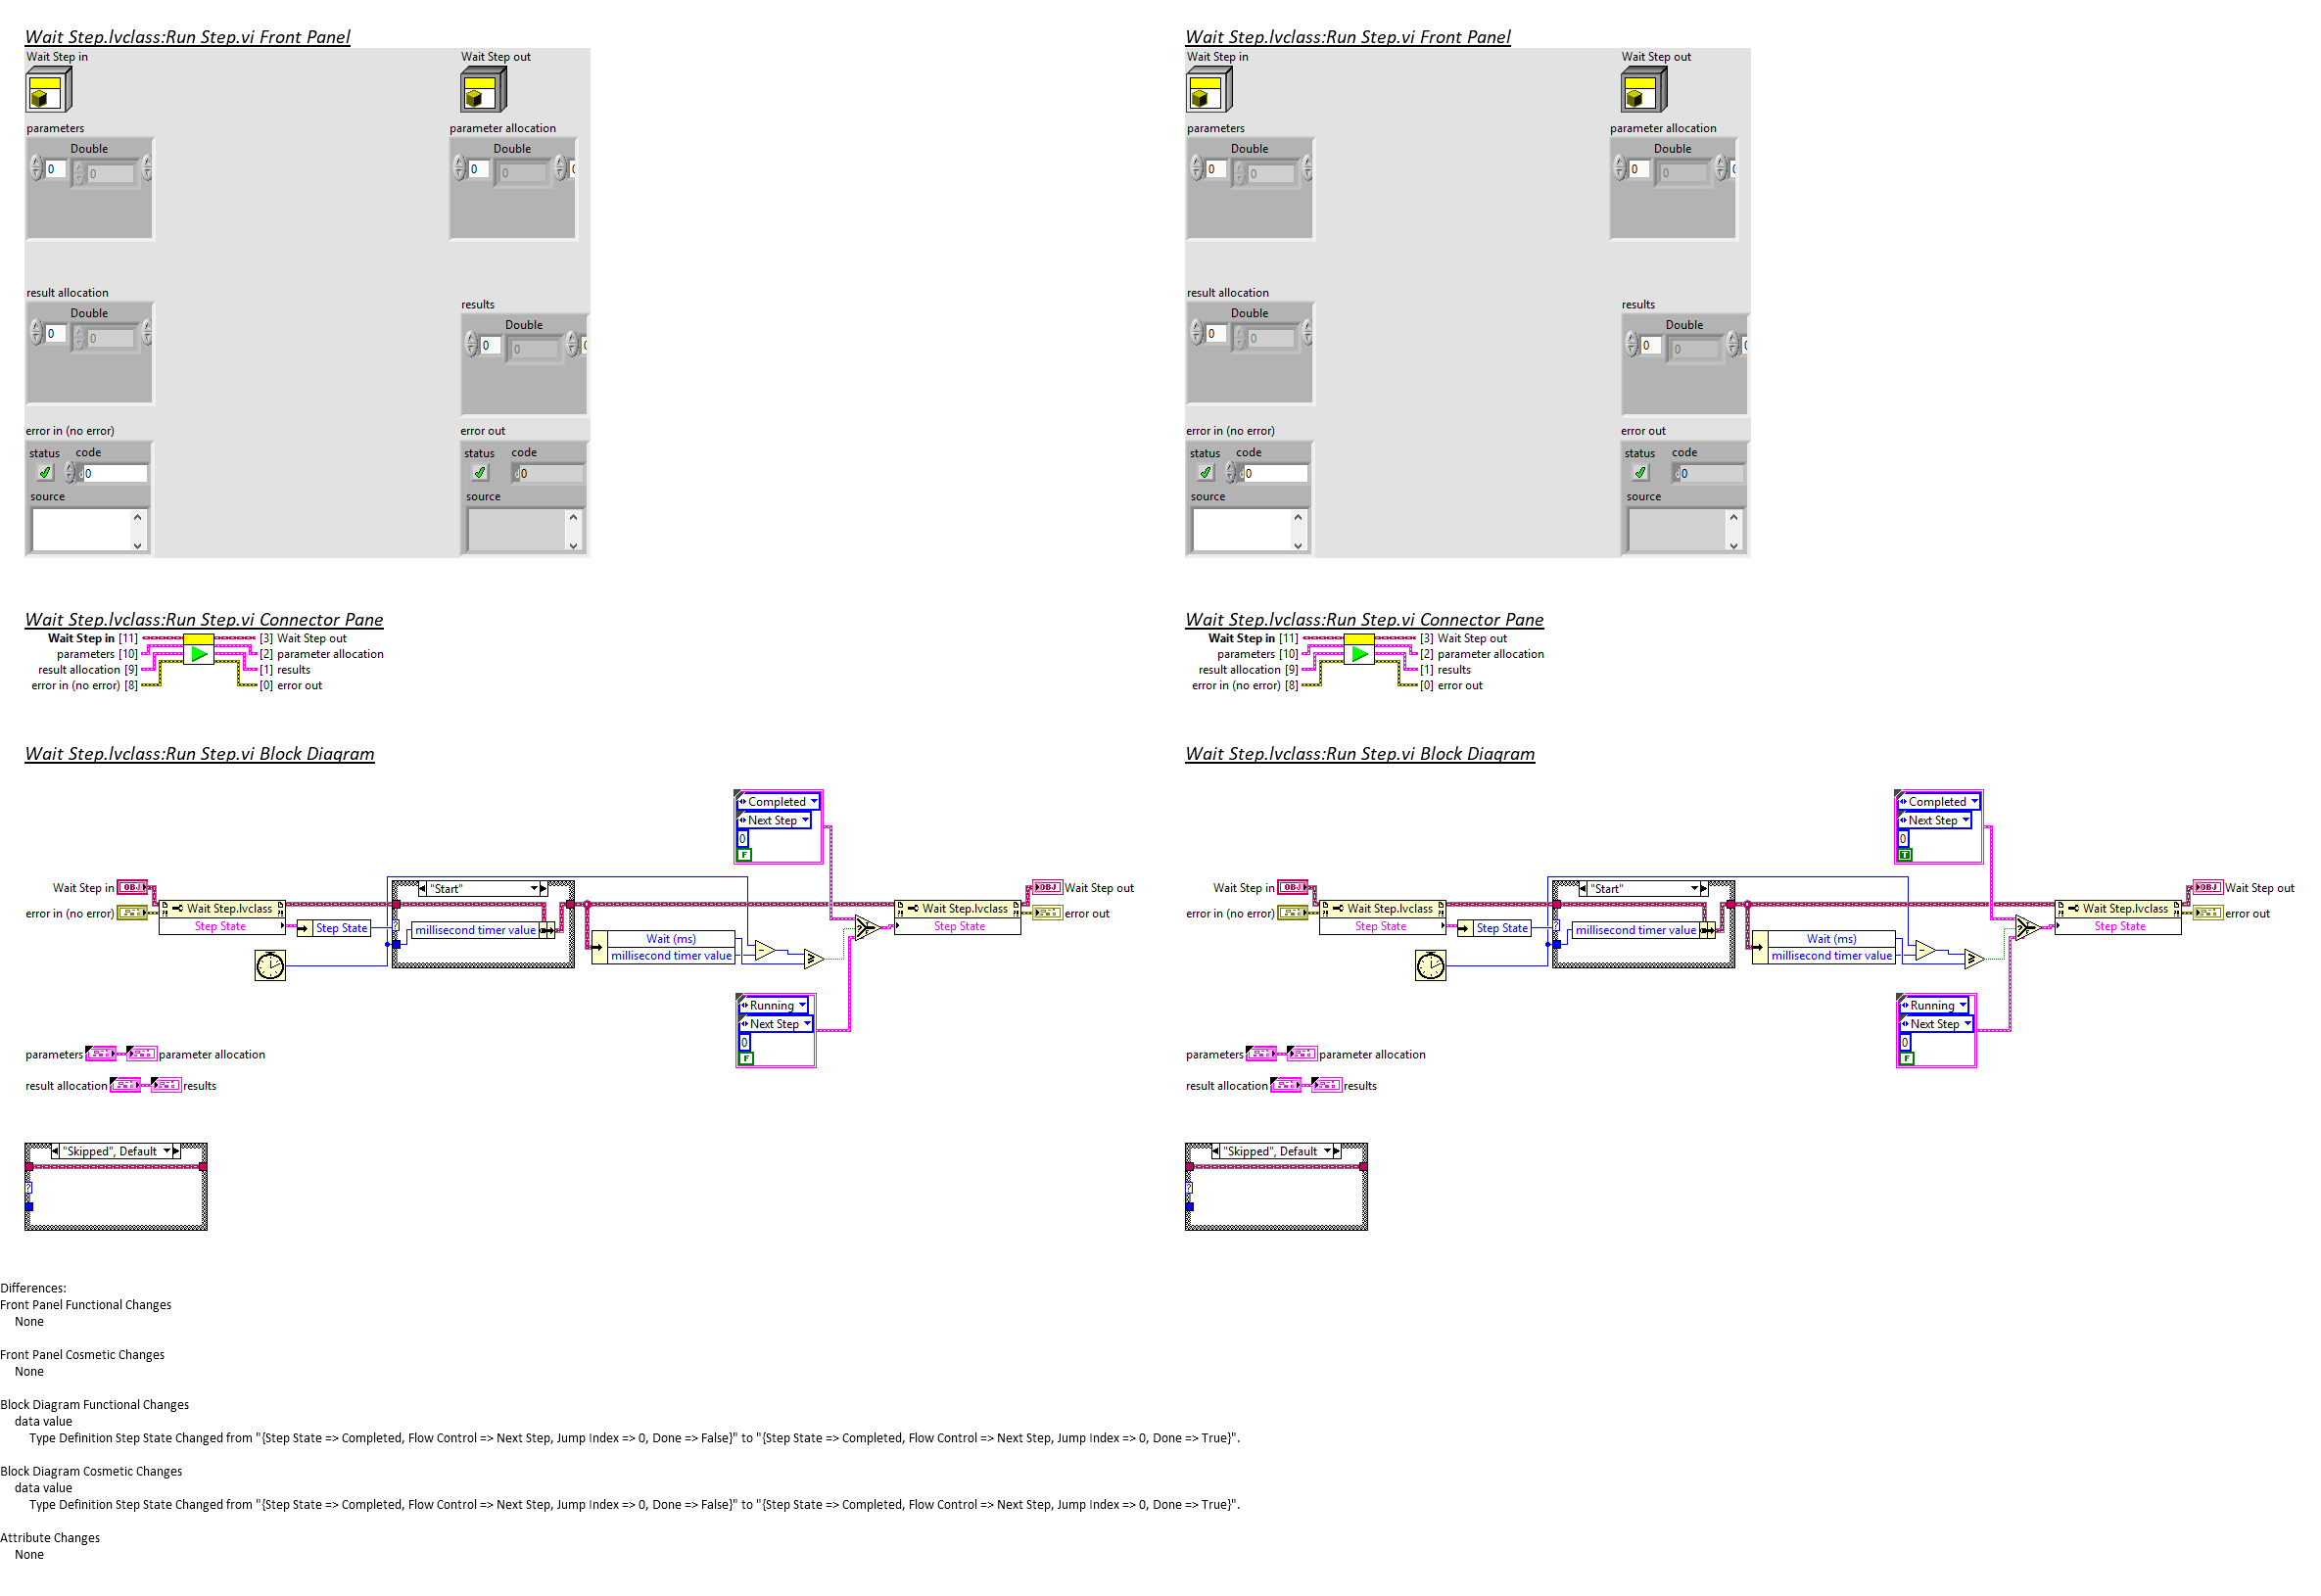 Wait Step.lvclass:Run Step.vi Front Panel
Wait Step in
Wait Step out
parameters
parameter allocation
Double
Double
0
0
0
0
result allocation
results
Double
Double
0
0
0
0
error in (no error)
error out
status code
status code
0
0
source
source
Wait Step.lvclass:Run Step.vi Connector Pane
Wait Step in [11]
[3] Wait Step out
parameters [10]
[2] parameter allocation
result allocation [9]
[1] results
error in (no error) [8]
[0] error out
Wait Step.lvclass:Run Step.vi Block Diagram
Completed
Next Step
0
F
Wait Step in
OBJ
"Start"
OBJ
Wait Step out
error in (no error)
Wait Step.lvclass
Wait Step.lvclass
error out
Step State
Step State
millisecond timer value
Step State
Wait (ms)
millisecond timer value
Running
Next Step
0
F
parameters
parameter allocation
result allocation
results
"Skipped", Default
?
Wait Step.lvclass:Run Step.vi Front Panel
Wait Step in
Wait Step out
parameters
parameter allocation
Double
Double
0
0
0
0
result allocation
results
Double
Double
0
0
0
0
error in (no error)
error out
status code
status code
0
0
source
source
Wait Step.lvclass:Run Step.vi Connector Pane
Wait Step in [11]
[3] Wait Step out
parameters [10]
[2] parameter allocation
result allocation [9]
[1] results
error in (no error) [8]
[0] error out
Wait Step.lvclass:Run Step.vi Block Diagram
Completed
Next Step
0
T
Wait Step in
OBJ
"Start"
OBJ
Wait Step out
error in (no error)
Wait Step.lvclass
Wait Step.lvclass
error out
Step State
Step State
millisecond timer value
Step State
Wait (ms)
millisecond timer value
Running
Next Step
0
F
parameters
parameter allocation
result allocation
results
"Skipped", Default
?
Differences:
Front Panel Functional Changes
None
Front Panel Cosmetic Changes
None
Block Diagram Functional Changes
data value
Type Definition Step State Changed from "{Step State => Completed, Flow Control => Next Step, Jump Index => 0, Done => False}" to "{Step State => Completed, Flow Control => Next Step, Jump Index => 0, Done => True}".
Block Diagram Cosmetic Changes
data value
Type Definition Step State Changed from "{Step State => Completed, Flow Control => Next Step, Jump Index => 0, Done => False}" to "{Step State => Completed, Flow Control => Next Step, Jump Index => 0, Done => True}".
Attribute Changes
None